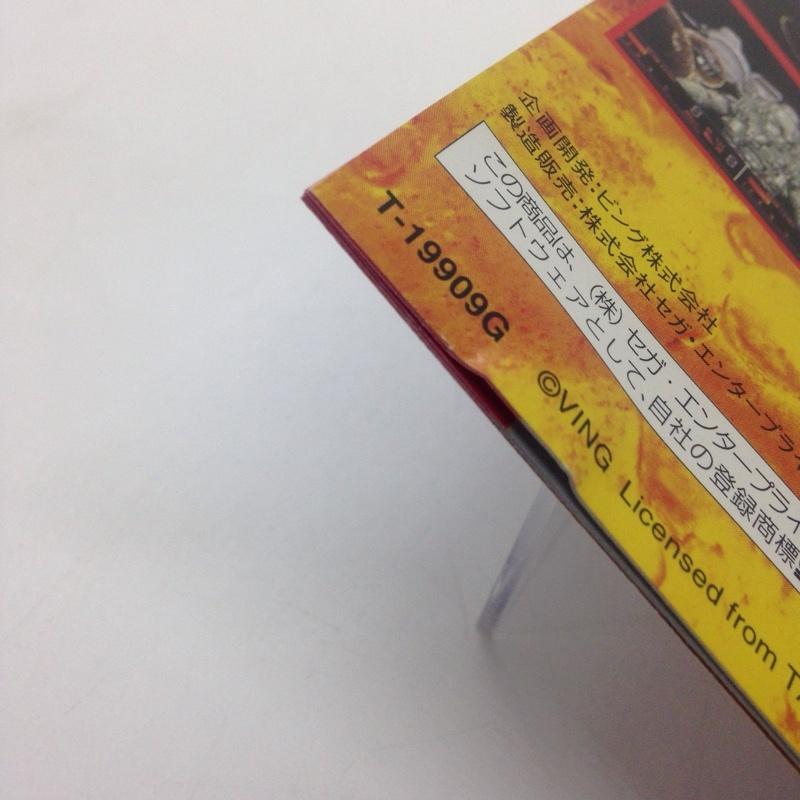 企画開発:ビング株式会社
製造販売:株式会社セガ・エンタープライ
この商品は、(株)セガ・エンタープライ
ソフトウェアとして、自社の登録商標
T-19909G
©VING Licensed from TA